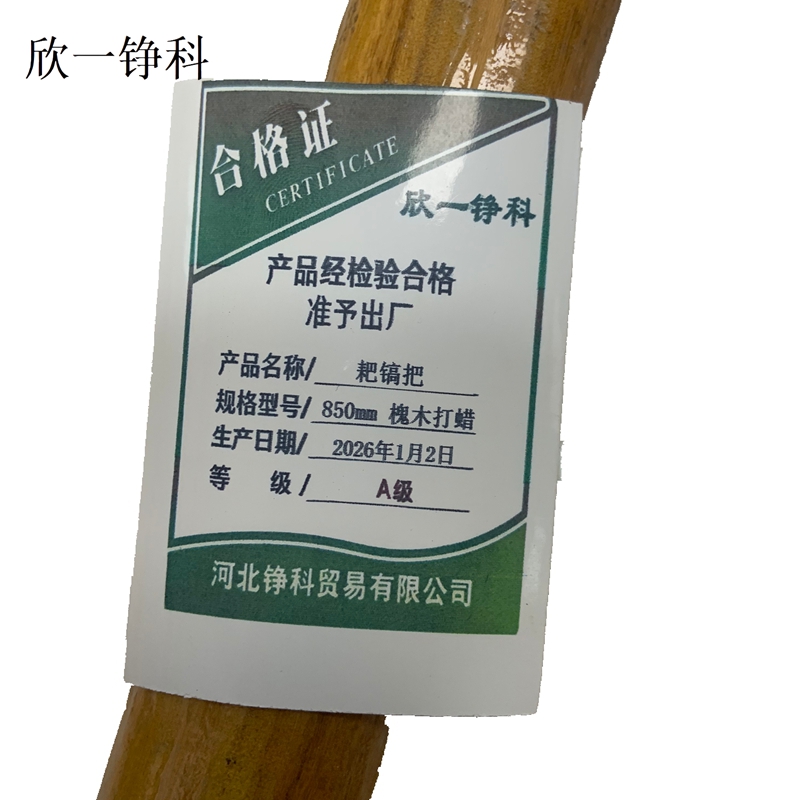 欣一铮科
合格证
CERTIFICATE
欣一铮科
产品经检验合格
准予出厂
产品名称/ 耙镐把
规格型号/ 850mm 槐木打蜡
生产日期/ 2026年1月2日
等 级/ A级
河北铮科贸易有限公司